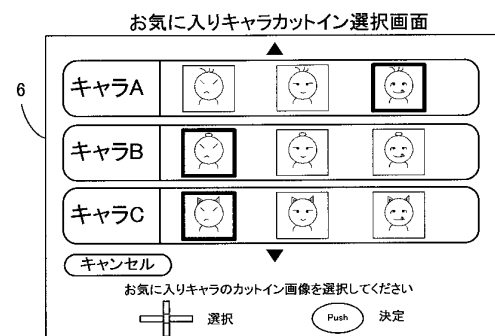 お気に入りキャラカットイン選択画面
6
キャラA
キャラB
キャラC
キャンセル
お気に入りキャラのカットイン画像を選択してください
選択 Push 決定